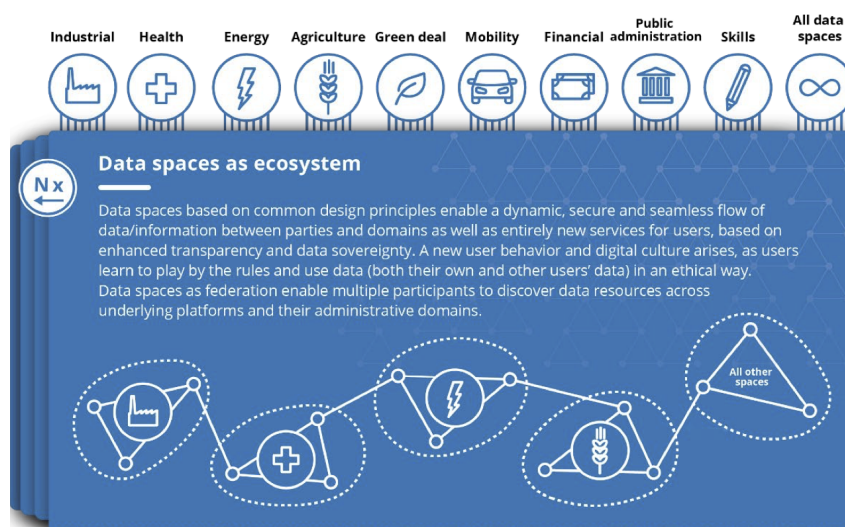 Industrial
Health
Energy
Agriculture
Green deal
Mobility
Financial
Public
administration
Skills
All data
spaces
Nx
Data spaces as ecosystem
Data spaces based on common design principles enable a dynamic, secure and seamless flow of
data/information between parties and domains as well as entirely new services for users, based on
enhanced transparency and data sovereignty. A new user behavior and digital culture arises, as users
learn to play by the rules and use data (both their own and other users’ data) in an ethical way.
Data spaces as federation enable multiple participants to discover data resources across
underlying platforms and their administrative domains.
All other
spaces